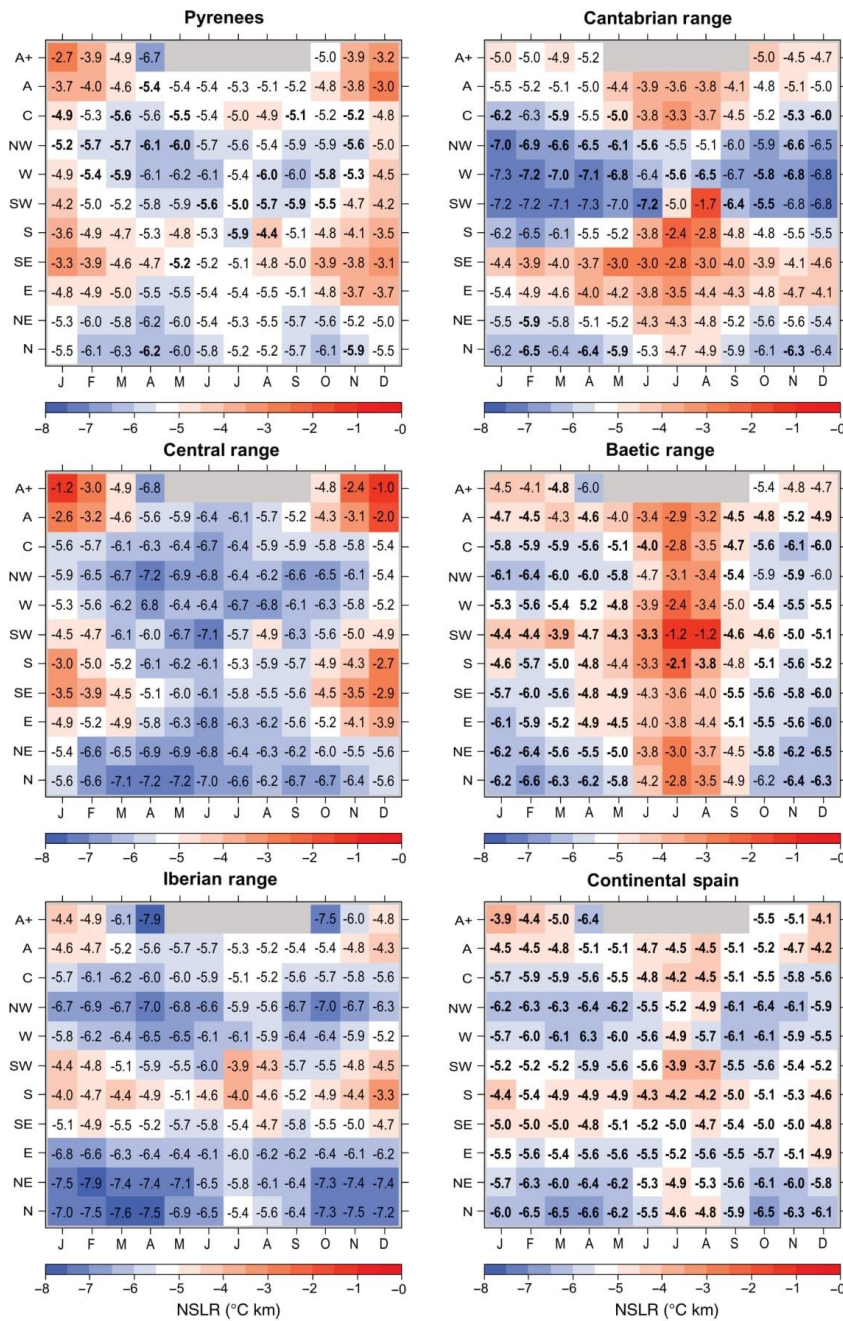 Pyrenees
A+ -2.7 -3.9 -4.9 -6.7 -5.0 -3.9 -3.2
A -3.7 -4.0 -4.6 -5.4 -5.4 -5.4 -5.3 -5.1 -5.2 -4.8 -3.8 -3.0
C -4.9 -5.3 -5.6 -5.6 -5.5 -5.4 -5.0 -4.9 -5.1 -5.2 -5.2 -4.8
NW -5.2 -5.7 -5.7 -6.1 -6.0 -5.7 -5.6 -5.4 -5.9 -5.9 -5.6 -5.0
W -4.9 -5.4 -5.9 -6.1 -6.2 -6.1 -5.4 -6.0 -6.0 -5.8 -5.3 -4.5
SW -4.2 -5.0 -5.2 -5.8 -5.9 -5.6 -5.0 -5.7 -5.9 -5.5 -4.7 -4.2
S -3.6 -4.9 -4.7 -5.3 -4.8 -5.3 -5.9 -4.4 -5.1 -4.8 -4.1 -3.5
SE -3.3 -3.9 -4.6 -4.7 -5.2 -5.2 -5.1 -4.8 -5.0 -3.9 -3.8 -3.1
E -4.8 -4.9 -5.0 -5.5 -5.5 -5.4 -5.4 -5.5 -5.1 -4.8 -3.7 -3.7
NE -5.3 -6.0 -5.8 -6.2 -6.0 -5.4 -5.3 -5.5 -5.7 -5.6 -5.2 -5.0
N -5.5 -6.1 -6.3 -6.2 -6.0 -5.8 -5.2 -5.2 -5.7 -6.1 -5.9 -5.5
J F M A M J J A S O N D
−8 −7 −6 −5 −4 −3 −2 −1 −0
Cantabrian range
A+ -5.0 -5.0 -4.9 -5.2 -5.0 -4.5 -4.7
A -5.5 -5.2 -5.1 -5.0 -4.4 -3.9 -3.6 -3.8 -4.1 -4.8 -5.1 -5.0
C -6.2 -6.3 -5.9 -5.5 -5.0 -3.8 -3.3 -3.7 -4.5 -5.2 -5.3 -6.0
NW -7.0 -6.9 -6.6 -6.5 -6.1 -5.6 -5.5 -5.1 -6.0 -5.9 -6.6 -6.5
W -7.3 -7.2 -7.0 -7.1 -6.8 -6.4 -5.6 -6.5 -6.7 -5.8 -6.8 -6.8
SW -7.2 -7.2 -7.1 -7.3 -7.0 -7.2 -5.0 -1.7 -6.4 -5.5 -6.8 -6.8
S -6.2 -6.5 -6.1 -5.5 -5.2 -3.8 -2.4 -2.8 -4.8 -4.8 -5.5 -5.5
SE -4.4 -3.9 -4.0 -3.7 -3.0 -3.0 -2.8 -3.0 -4.0 -3.9 -4.1 -4.6
E -5.4 -4.9 -4.6 -4.0 -4.2 -3.8 -3.5 -4.4 -4.3 -4.8 -4.7 -4.1
NE -5.5 -5.9 -5.8 -5.1 -5.2 -4.3 -4.3 -4.8 -5.2 -5.6 -5.6 -5.4
N -6.2 -6.5 -6.4 -6.4 -5.9 -5.3 -4.7 -4.9 -5.9 -6.1 -6.3 -6.4
J F M A M J J A S O N D
−8 −7 −6 −5 −4 −3 −2 −1 −0
Central range
A+ -1.2 -3.0 -4.9 -6.8 -4.8 -2.4 -1.0
A -2.6 -3.2 -4.6 -5.6 -5.9 -6.4 -6.1 -5.7 -5.2 -4.3 -3.1 -2.0
C -5.6 -5.7 -6.1 -6.3 -6.4 -6.7 -6.4 -5.9 -5.9 -5.8 -5.8 -5.4
NW -5.9 -6.5 -6.7 -7.2 -6.9 -6.8 -6.4 -6.2 -6.6 -6.5 -6.1 -5.4
W -5.3 -5.6 -6.2 6.8 -6.4 -6.4 -6.7 -6.8 -6.1 -6.3 -5.8 -5.2
SW -4.5 -4.7 -6.1 -6.0 -6.7 -7.1 -5.7 -4.9 -6.3 -5.6 -5.0 -4.9
S -3.0 -5.0 -5.2 -6.1 -6.2 -6.1 -5.3 -5.9 -5.7 -4.9 -4.3 -2.7
SE -3.5 -3.9 -4.5 -5.1 -6.0 -6.1 -5.8 -5.5 -5.6 -4.5 -3.5 -2.9
E -4.9 -5.2 -4.9 -5.8 -6.3 -6.8 -6.3 -6.2 -5.6 -5.2 -4.1 -3.9
NE -5.4 -6.6 -6.5 -6.9 -6.9 -6.8 -6.4 -6.3 -6.2 -6.0 -5.5 -5.6
N -5.6 -6.6 -7.1 -7.2 -7.2 -7.0 -6.6 -6.2 -6.7 -6.7 -6.4 -5.6
J F M A M J J A S O N D
−8 −7 −6 −5 −4 −3 −2 −1 −0
Baetic range
A+ -4.5 -4.1 -4.8 -6.0 -5.4 -4.8 -4.7
A -4.7 -4.5 -4.3 -4.6 -4.0 -3.4 -2.9 -3.2 -4.5 -4.8 -5.2 -4.9
C -5.8 -5.9 -5.9 -5.6 -5.1 -4.0 -2.8 -3.5 -4.7 -5.6 -6.1 -6.0
NW -6.1 -6.4 -6.0 -6.0 -5.8 -4.7 -3.1 -3.4 -5.4 -5.9 -5.9 -6.0
W -5.3 -5.6 -5.4 5.2 -4.8 -3.9 -2.4 -3.4 -5.0 -5.4 -5.5 -5.5
SW -4.4 -4.4 -3.9 -4.7 -4.3 -3.3 -1.2 -1.2 -4.6 -4.6 -5.0 -5.1
S -4.6 -5.7 -5.0 -4.8 -4.4 -3.3 -2.1 -3.8 -4.8 -5.1 -5.6 -5.2
SE -5.7 -6.0 -5.6 -4.8 -4.9 -4.3 -3.6 -4.0 -5.4 -5.6 -5.8 -6.0
E -6.1 -5.9 -5.2 -4.9 -4.5 -4.0 -3.8 -4.4 -5.1 -5.5 -5.6 -6.0
NE -6.2 -6.4 -5.6 -5.5 -5.0 -3.8 -3.0 -3.7 -4.5 -5.8 -6.2 -6.5
N -6.2 -6.6 -6.3 -6.2 -5.8 -4.2 -2.8 -3.5 -4.9 -6.2 -6.4 -6.3
J F M A M J J A S O N D
−8 −7 −6 −5 −4 −3 −2 −1 −0
Iberian range
A+ -4.4 -4.9 -6.1 -7.9 -7.5 -6.0 -4.8
A -4.6 -4.7 -5.2 -5.6 -5.7 -5.7 -5.3 -5.2 -5.4 -5.4 -4.8 -4.3
C -5.7 -6.1 -6.2 -6.0 -6.0 -5.9 -5.1 -5.2 -5.6 -5.7 -5.8 -5.6
NW -6.7 -6.9 -6.7 -7.0 -6.8 -6.6 -5.9 -5.6 -6.7 -7.0 -6.7 -6.3
W -5.8 -6.2 -6.4 -6.5 -6.5 -6.1 -6.1 -5.9 -6.4 -6.4 -5.9 -5.2
SW -4.4 -4.8 -5.1 -5.9 -5.5 -6.0 -3.9 -4.3 -5.7 -5.5 -4.8 -4.5
S -4.0 -4.7 -4.4 -4.9 -5.1 -4.6 -4.0 -4.6 -5.2 -4.9 -4.4 -3.3
SE -5.1 -4.9 -5.5 -5.2 -5.7 -5.8 -5.4 -4.7 -5.8 -5.5 -5.0 -4.7
E -6.8 -6.6 -6.3 -6.4 -6.4 -6.1 -6.0 -6.2 -6.2 -6.4 -6.1 -6.2
NE -7.5 -7.9 -7.4 -7.4 -7.1 -6.5 -5.8 -6.1 -6.4 -7.3 -7.4 -7.4
N -7.0 -7.5 -7.6 -7.5 -6.9 -6.5 -5.4 -5.6 -6.3 -7.3 -7.5 -7.2
J F M A M J J A S O N D
−8 −7 −6 −5 −4 −3 −2 −1 −0
NSLR (°C km)
Continental spain
A+ -3.9 -4.4 -5.0 -6.4 -5.5 -5.1 -4.1
A -4.5 -4.5 -4.8 -5.1 -5.1 -4.7 -4.5 -4.5 -5.1 -5.2 -4.7 -4.2
C -5.7 -5.9 -5.9 -5.6 -5.5 -4.8 -4.2 -4.5 -5.1 -5.5 -5.8 -5.6
NW -6.2 -6.3 -6.3 -6.4 -6.2 -5.5 -5.2 -4.9 -6.1 -6.4 -6.1 -5.9
W -5.7 -6.0 -6.1 6.3 -6.0 -5.6 -4.9 -5.7 -6.1 -6.1 -5.9 -5.5
SW -5.2 -5.2 -5.2 -5.9 -5.7 -5.6 -3.9 -3.7 -5.5 -5.6 -5.4 -5.2
S -4.4 -5.4 -4.9 -4.9 -4.9 -4.3 -4.2 -4.2 -5.0 -5.1 -5.3 -4.6
SE -5.0 -5.0 -5.0 -4.8 -5.1 -5.2 -5.0 -4.7 -5.4 -5.0 -5.0 -4.8
E -5.5 -5.6 -5.4 -5.6 -5.6 -5.5 -5.2 -5.6 -5.5 -5.7 -5.1 -4.9
NE -5.7 -6.3 -6.0 -6.4 -6.2 -5.3 -4.9 -5.3 -5.6 -6.1 -6.0 -5.8
N -6.0 -6.5 -6.5 -6.6 -6.2 -5.5 -4.6 -4.8 -5.9 -6.5 -6.3 -6.1
J F M A M J J A S O N D
−8 −7 −6 −5 −4 −3 −2 −1 −0
NSLR (°C km)